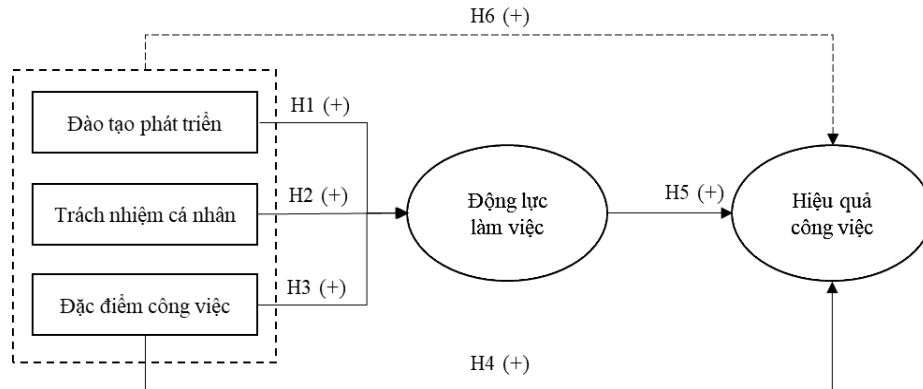 H6 (+)
Đào tạo phát triển
H1 (+)
Trách nhiệm cá nhân
H2 (+)
Đặc điểm công việc
H3 (+)
Động lực
làm việc
H5 (+)
Hiệu quả
công việc
H4 (+)